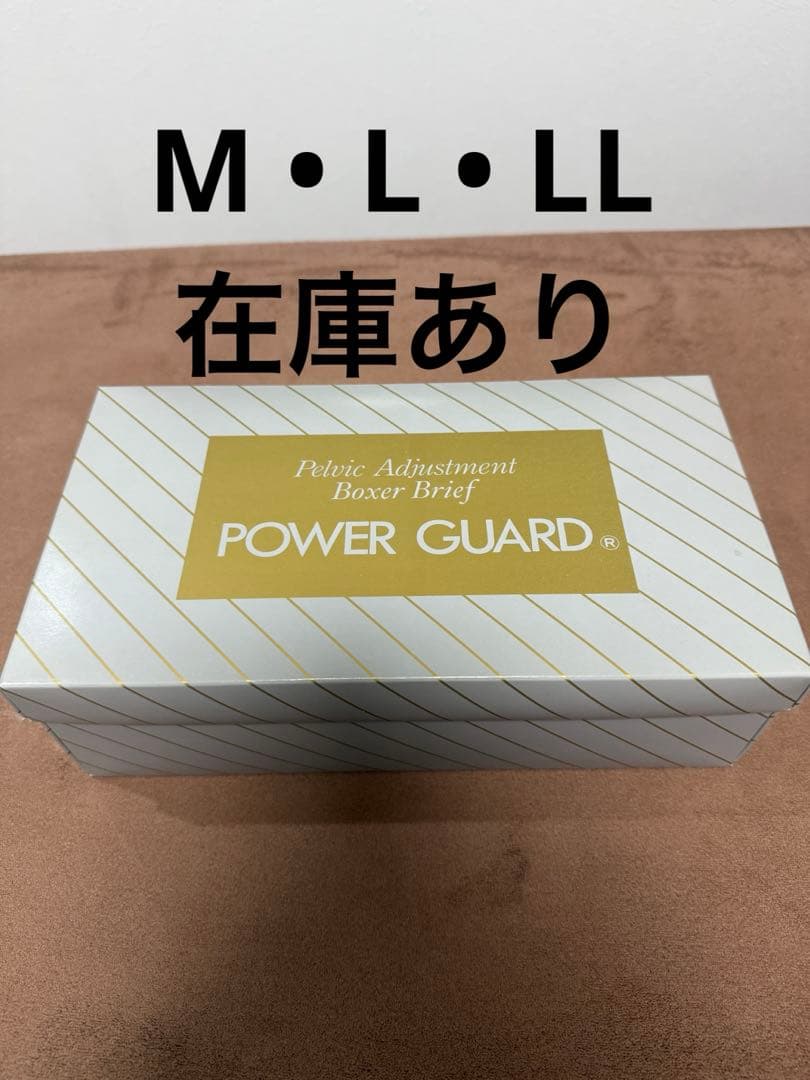 M・L・LL
在庫あり
Pelvic Adjustment
Boxer Brief
POWER GUARD®